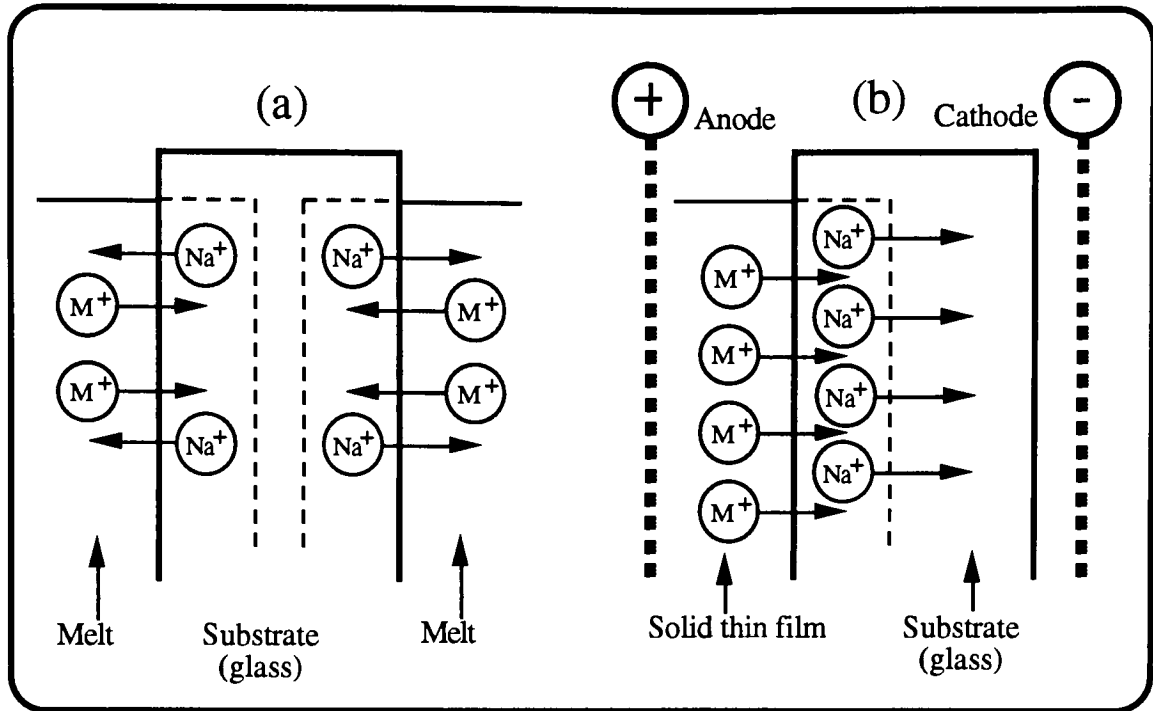 (a)
Na⁺
Na⁺
M⁺
M⁺
M⁺
M⁺
Na⁺
Na⁺
Melt
Substrate
(glass)
Melt
+
Anode
(b)
Cathode
-
Na⁺
M⁺
Na⁺
M⁺
Na⁺
M⁺
Na⁺
M⁺
Solid thin film
Substrate
(glass)